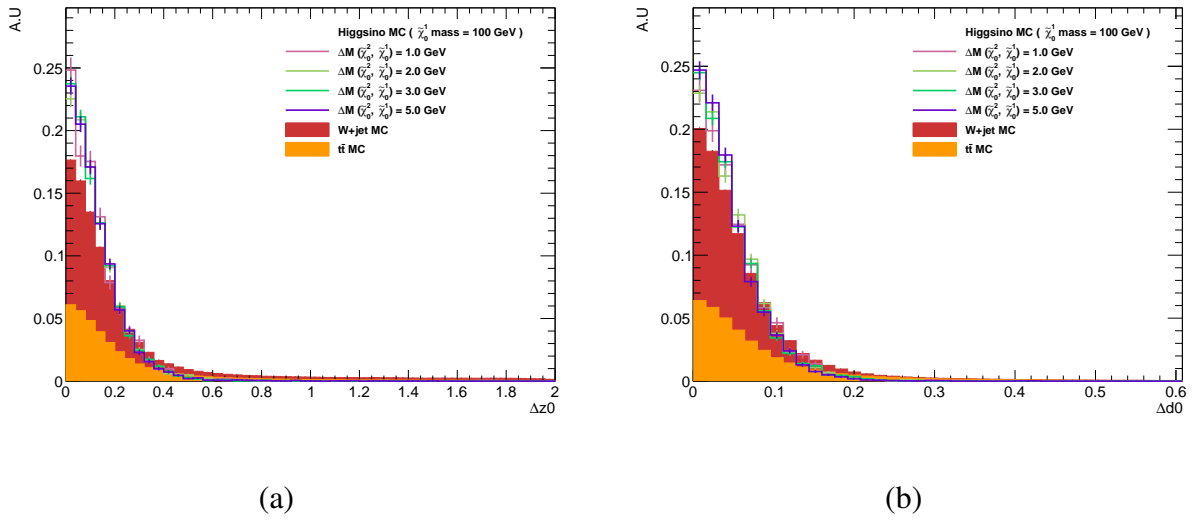 A.U
Higgsino MC ( χ̃₀¹ mass = 100 GeV )
ΔM (χ̃₀², χ̃₀¹) = 1.0 GeV
ΔM (χ̃₀², χ̃₀¹) = 2.0 GeV
ΔM (χ̃₀², χ̃₀¹) = 3.0 GeV
ΔM (χ̃₀², χ̃₀¹) = 5.0 GeV
W+jet MC
tt̄ MC
0.25
0.2
0.15
0.1
0.05
0
0 0.2 0.4 0.6 0.8 1 1.2 1.4 1.6 1.8 2
Δz0
(a)
A.U
Higgsino MC ( χ̃₀¹ mass = 100 GeV )
ΔM (χ̃₀², χ̃₀¹) = 1.0 GeV
ΔM (χ̃₀², χ̃₀¹) = 2.0 GeV
ΔM (χ̃₀², χ̃₀¹) = 3.0 GeV
ΔM (χ̃₀², χ̃₀¹) = 5.0 GeV
W+jet MC
tt̄ MC
0.25
0.2
0.15
0.1
0.05
0
0 0.1 0.2 0.3 0.4 0.5 0.6
Δd0
(b)